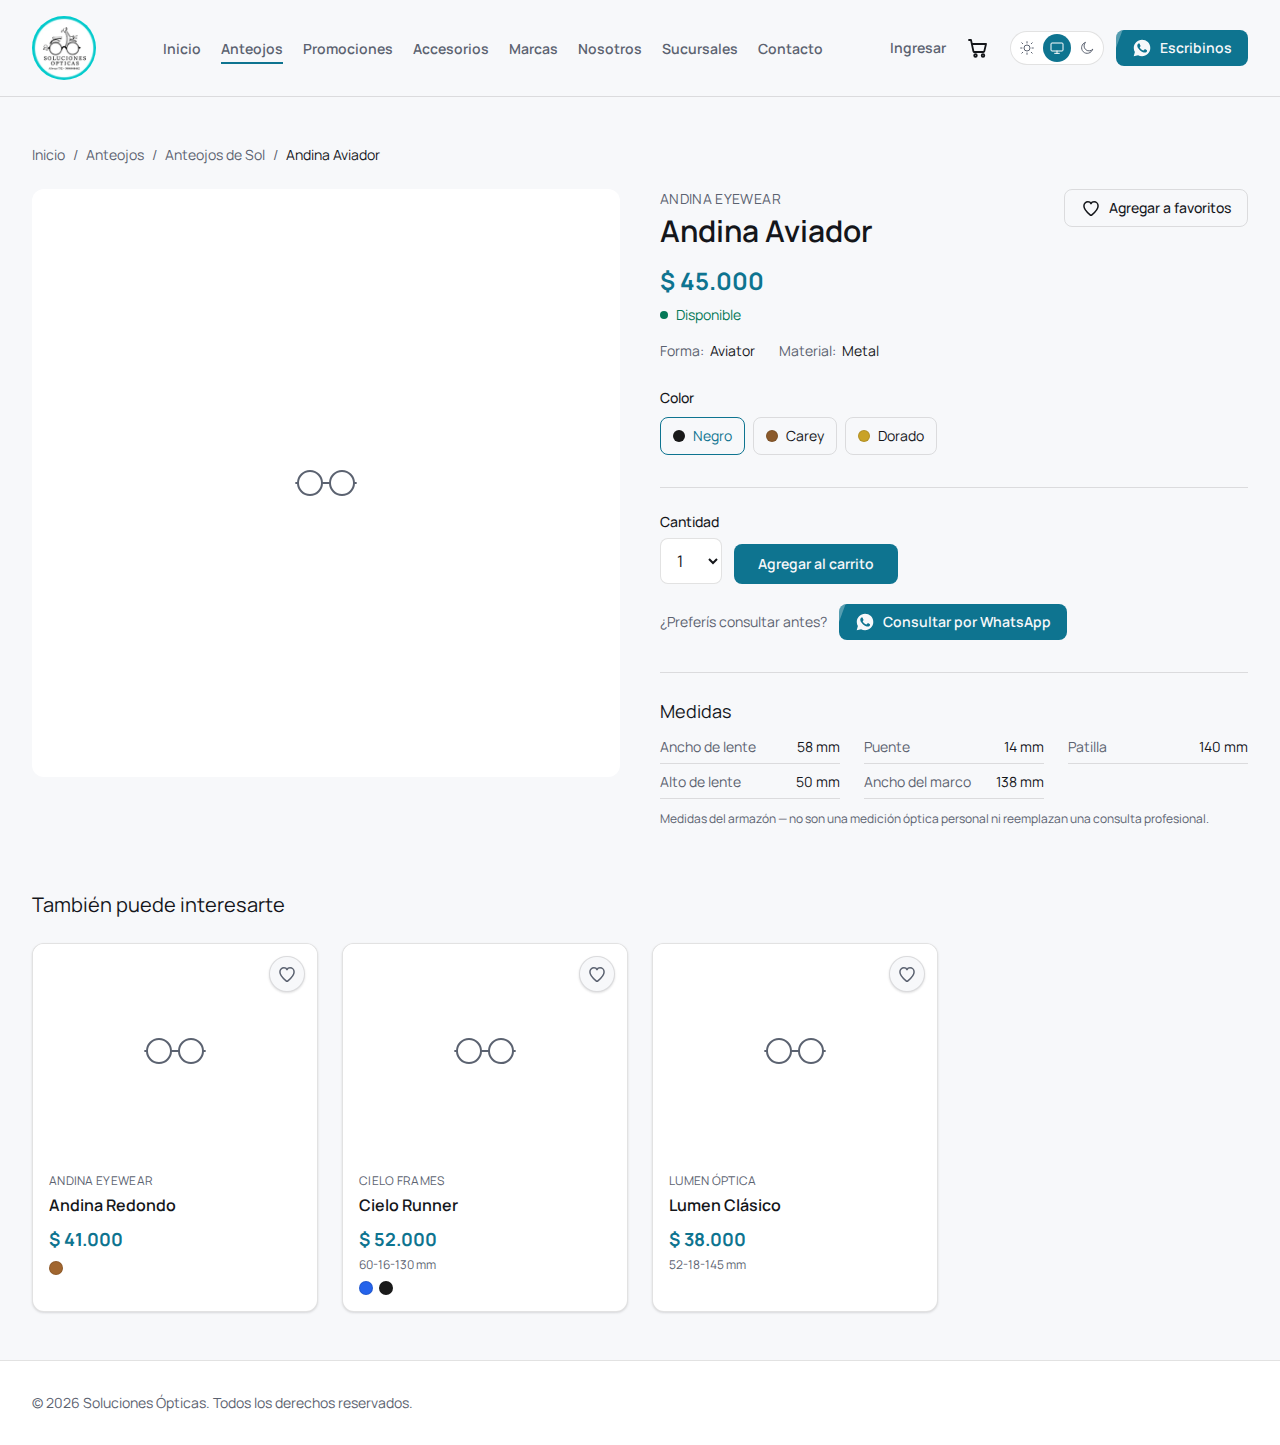 SOLUCIONES
OPTICAS
Inicio
Anteojos
Promociones
Accesorios
Marcas
Nosotros
Sucursales
Contacto
Ingresar
Escribinos
Inicio / Anteojos / Anteojos de Sol / Andina Aviador
ANDINA EYEWEAR
Agregar a favoritos
Andina Aviador
$ 45.000
Disponible
Forma: Aviator Material: Metal
Color
Negro
Carey
Dorado
Cantidad
1
Agregar al carrito
¿Preferís consultar antes?
Consultar por WhatsApp
Medidas
Ancho de lente 58 mm
Puente 14 mm
Patilla 140 mm
Alto de lente 50 mm
Ancho del marco 138 mm
Medidas del armazón — no son una medición óptica personal ni reemplazan una consulta profesional.
También puede interesarte
ANDINA EYEWEAR
Andina Redondo
$ 41.000
CIELO FRAMES
Cielo Runner
$ 52.000
60-16-130 mm
LUMEN ÓPTICA
Lumen Clásico
$ 38.000
52-18-145 mm
© 2026 Soluciones Ópticas. Todos los derechos reservados.